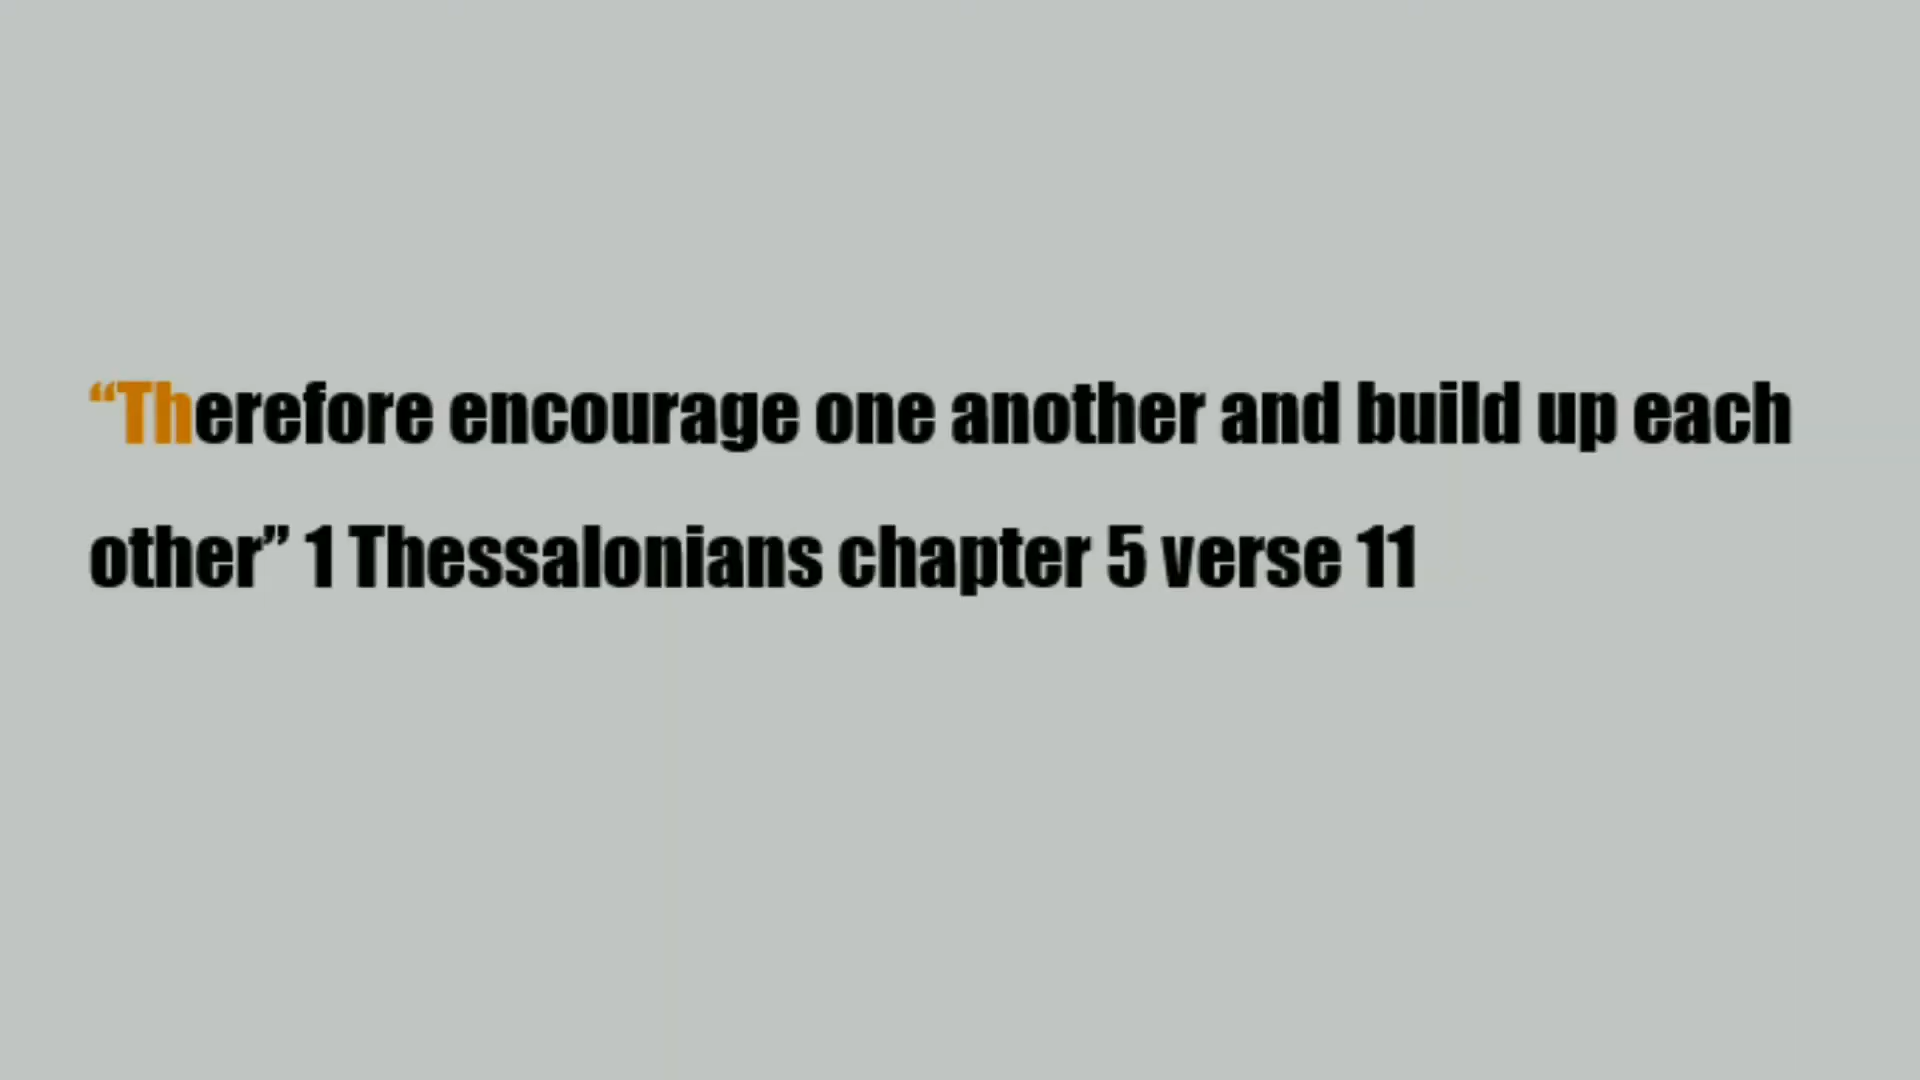 “Therefore encourage one another and build up each
other” 1 Thessalonians chapter 5 verse 11